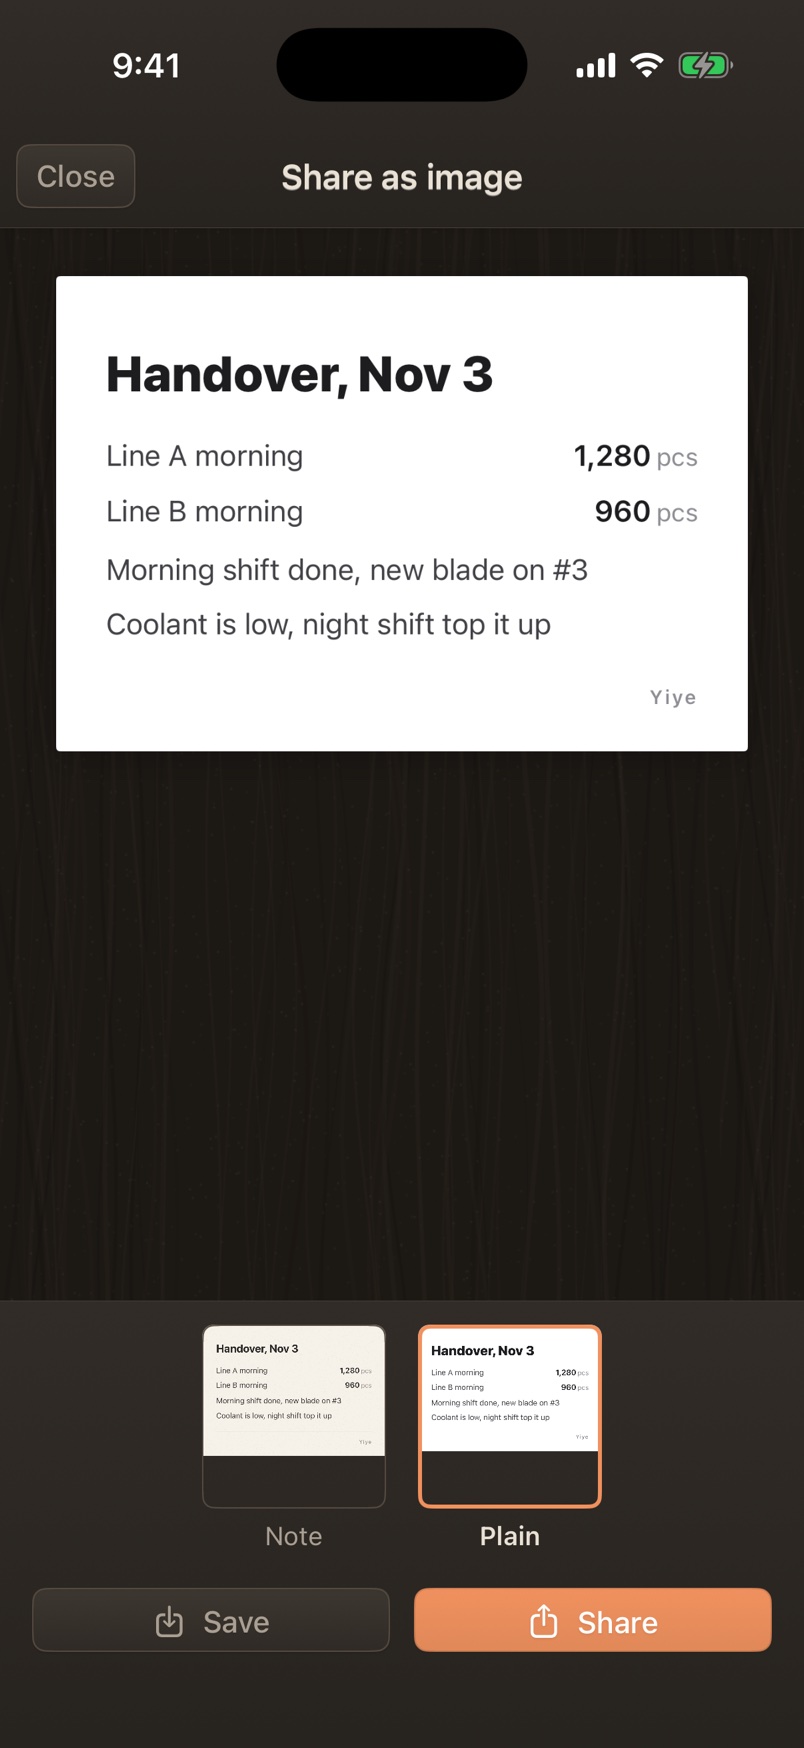 9:41
Close
Share as image
Handover, Nov 3
Line A morning 1,280 pcs
Line B morning 960 pcs
Morning shift done, new blade on #3
Coolant is low, night shift top it up
Yiye
Handover, Nov 3
Line A morning 1,280 pcs
Line B morning 960 pcs
Morning shift done, new blade on #3
Coolant is low, night shift top it up
Yiye
Handover, Nov 3
Line A morning 1,280 pcs
Line B morning 960 pcs
Morning shift done, new blade on #3
Coolant is low, night shift top it up
Yiye
Note
Plain
Save
Share